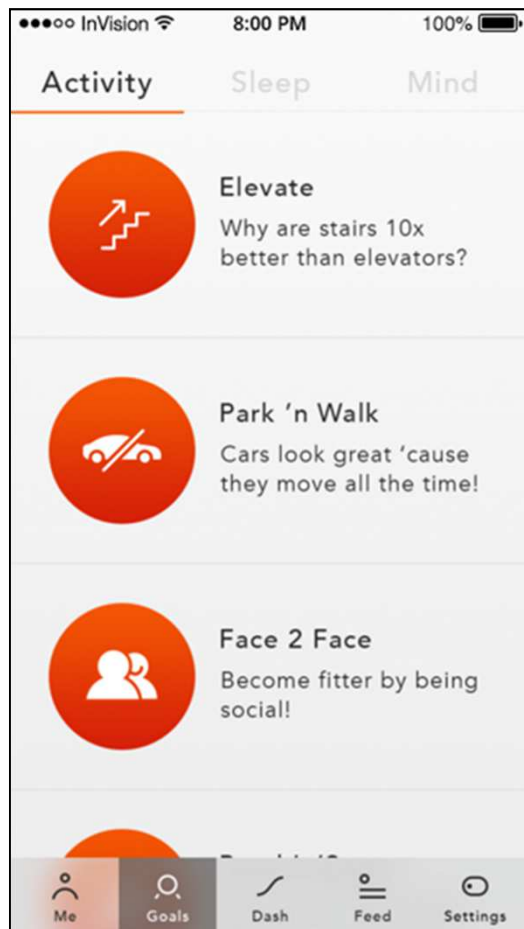 InVision 8:00 PM 100%
Activity Sleep Mind
Elevate
Why are stairs 10x
better than elevators?
Park ’n Walk
Cars look great ‘cause
they move all the time!
Face 2 Face
Become fitter by being
social!
Me Goals Dash Feed Settings